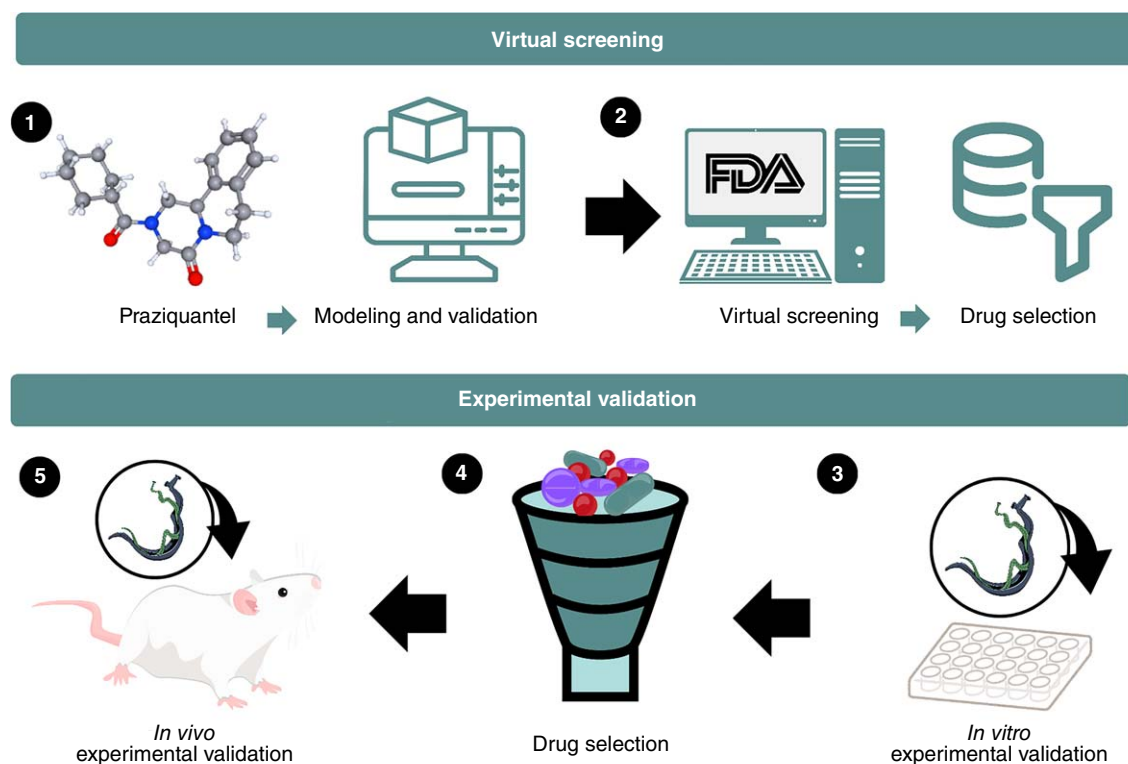 Virtual screening
1
2
FDA
Praziquantel
Modeling and validation
Virtual screening
Drug selection
Experimental validation
5
4
3
In vivo
experimental validation
Drug selection
In vitro
experimental validation